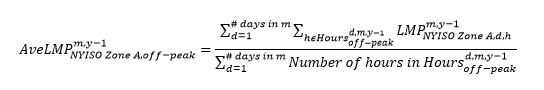 $$AveLMP^{m,y-1}_{NYISO\ Zone\ A,off-peak} = \frac{\sum_{d=1}^{\#\ days\ in\ m} \sum_{h\epsilon Hours^{d,m,y-1}_{off-peak}} LMP^{m,y-1}_{NYISO\ Zone\ A,d,h}}{\sum_{d=1}^{\#\ days\ in\ m} Number\ of\ hours\ in\ Hours^{d,m,y-1}_{off-peak}}$$